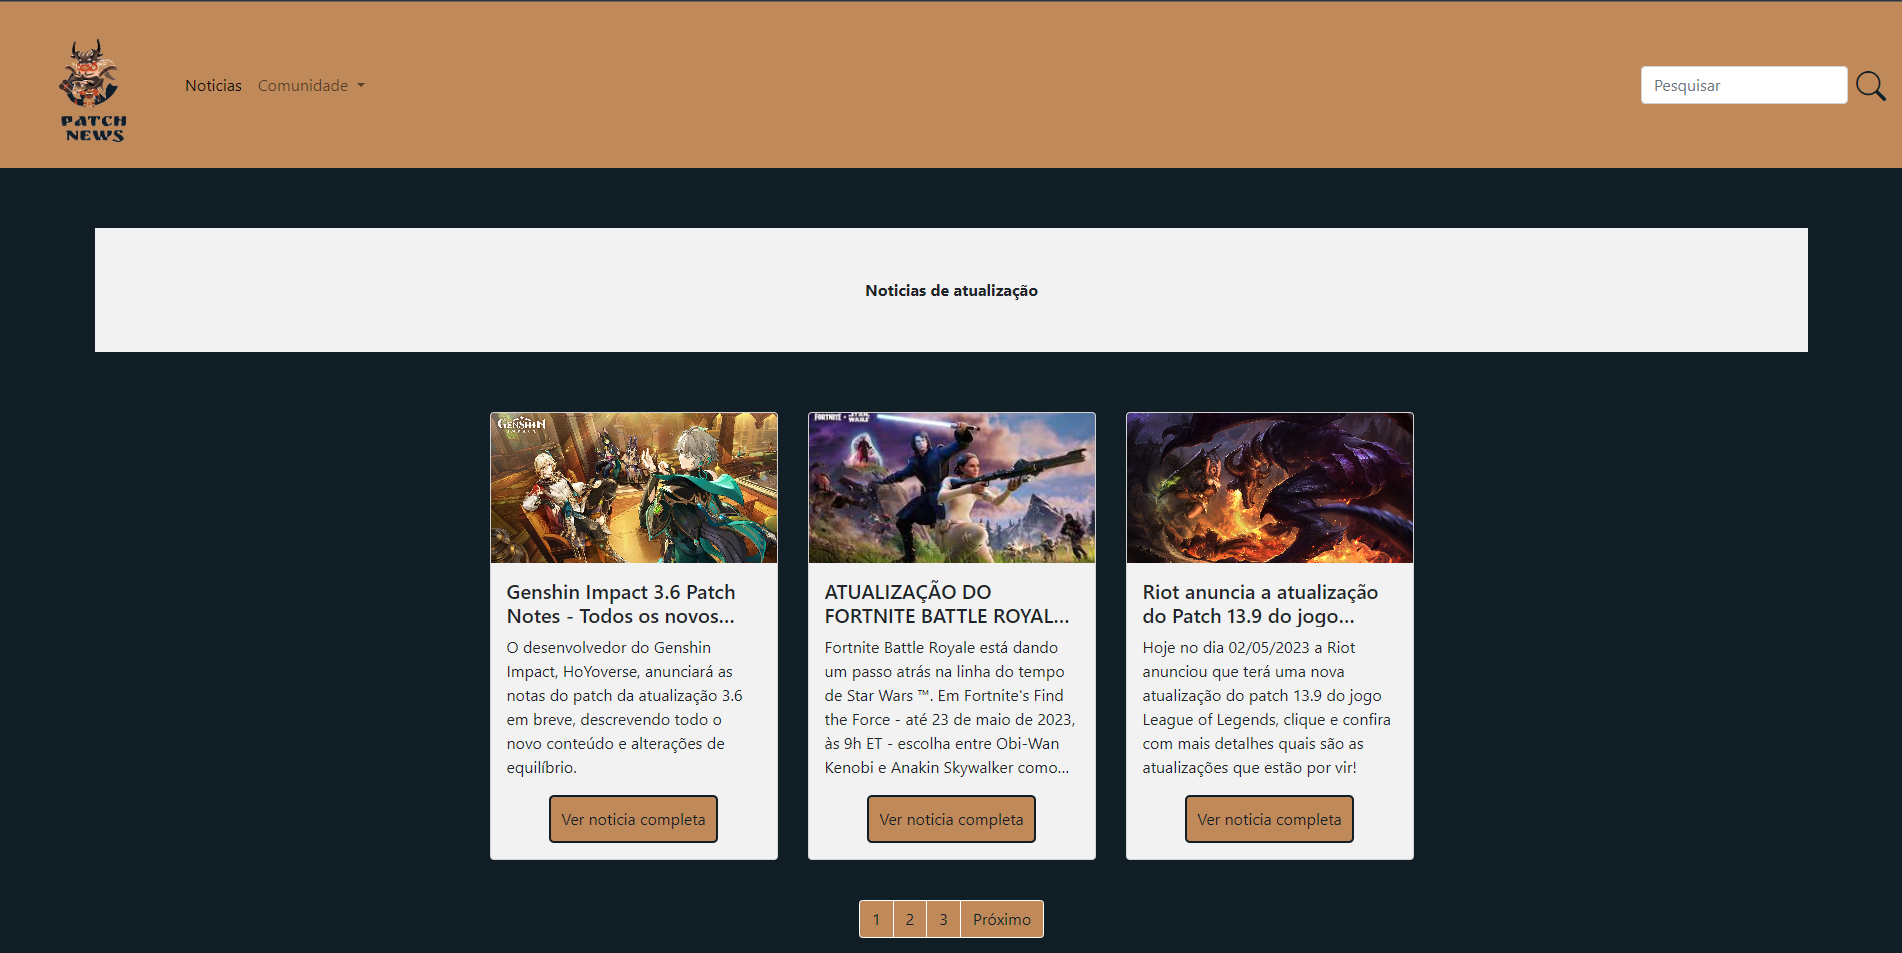 PATCH
NEWS
Noticias
Comunidade
Pesquisar
Noticias de atualização
GENSHIN
IMPACT
Genshin Impact 3.6 Patch
Notes - Todos os novos...
O desenvolvedor do Genshin
Impact, HoYoverse, anunciará as
notas do patch da atualização 3.6
em breve, descrevendo todo o
novo conteúdo e alterações de
equilíbrio.
Ver noticia completa
FORTNITE
STAR
WARS
ATUALIZAÇÃO DO
FORTNITE BATTLE ROYAL...
Fortnite Battle Royale está dando
um passo atrás na linha do tempo
de Star Wars ™. Em Fortnite's Find
the Force - até 23 de maio de 2023,
às 9h ET - escolha entre Obi-Wan
Kenobi e Anakin Skywalker como...
Ver noticia completa
Riot anuncia a atualização
do Patch 13.9 do jogo...
Hoje no dia 02/05/2023 a Riot
anunciou que terá uma nova
atualização do patch 13.9 do jogo
League of Legends, clique e confira
com mais detalhes quais são as
atualizações que estão por vir!
Ver noticia completa
1 2 3 Próximo